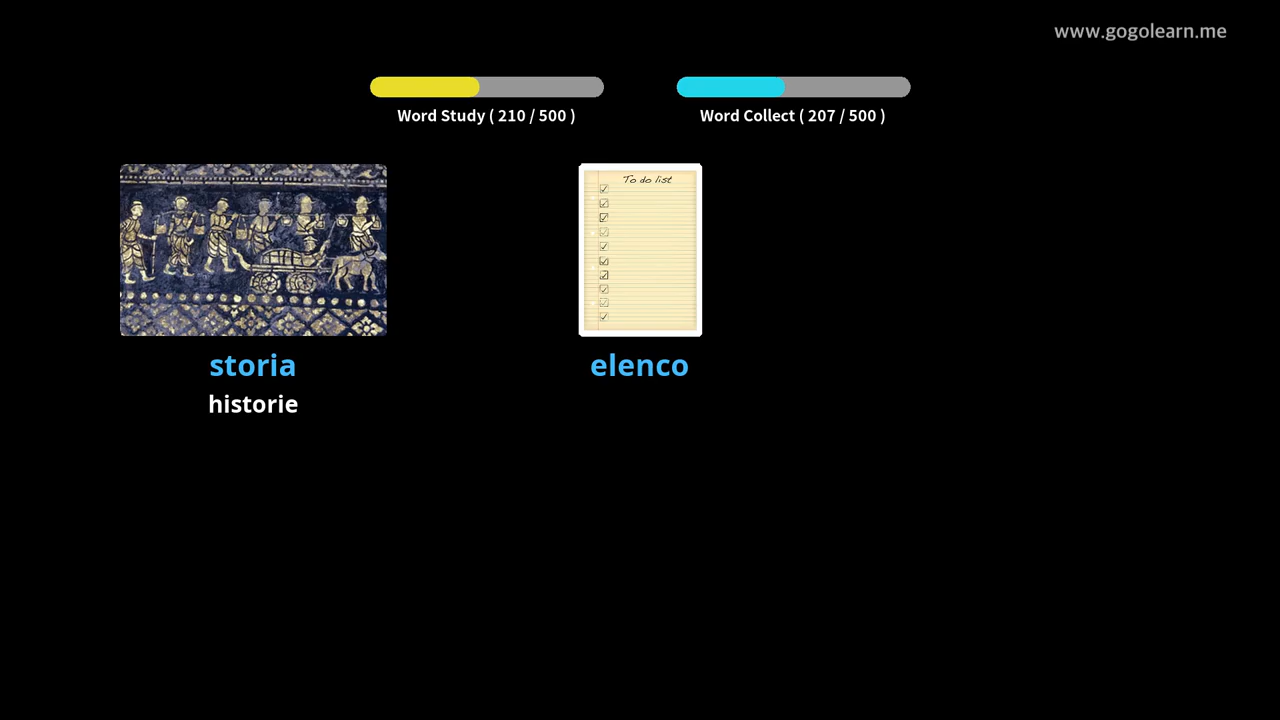 www.gogolearn.me
Word Study ( 210 / 500 )
Word Collect ( 207 / 500 )
To do list
storia
elenco
historie